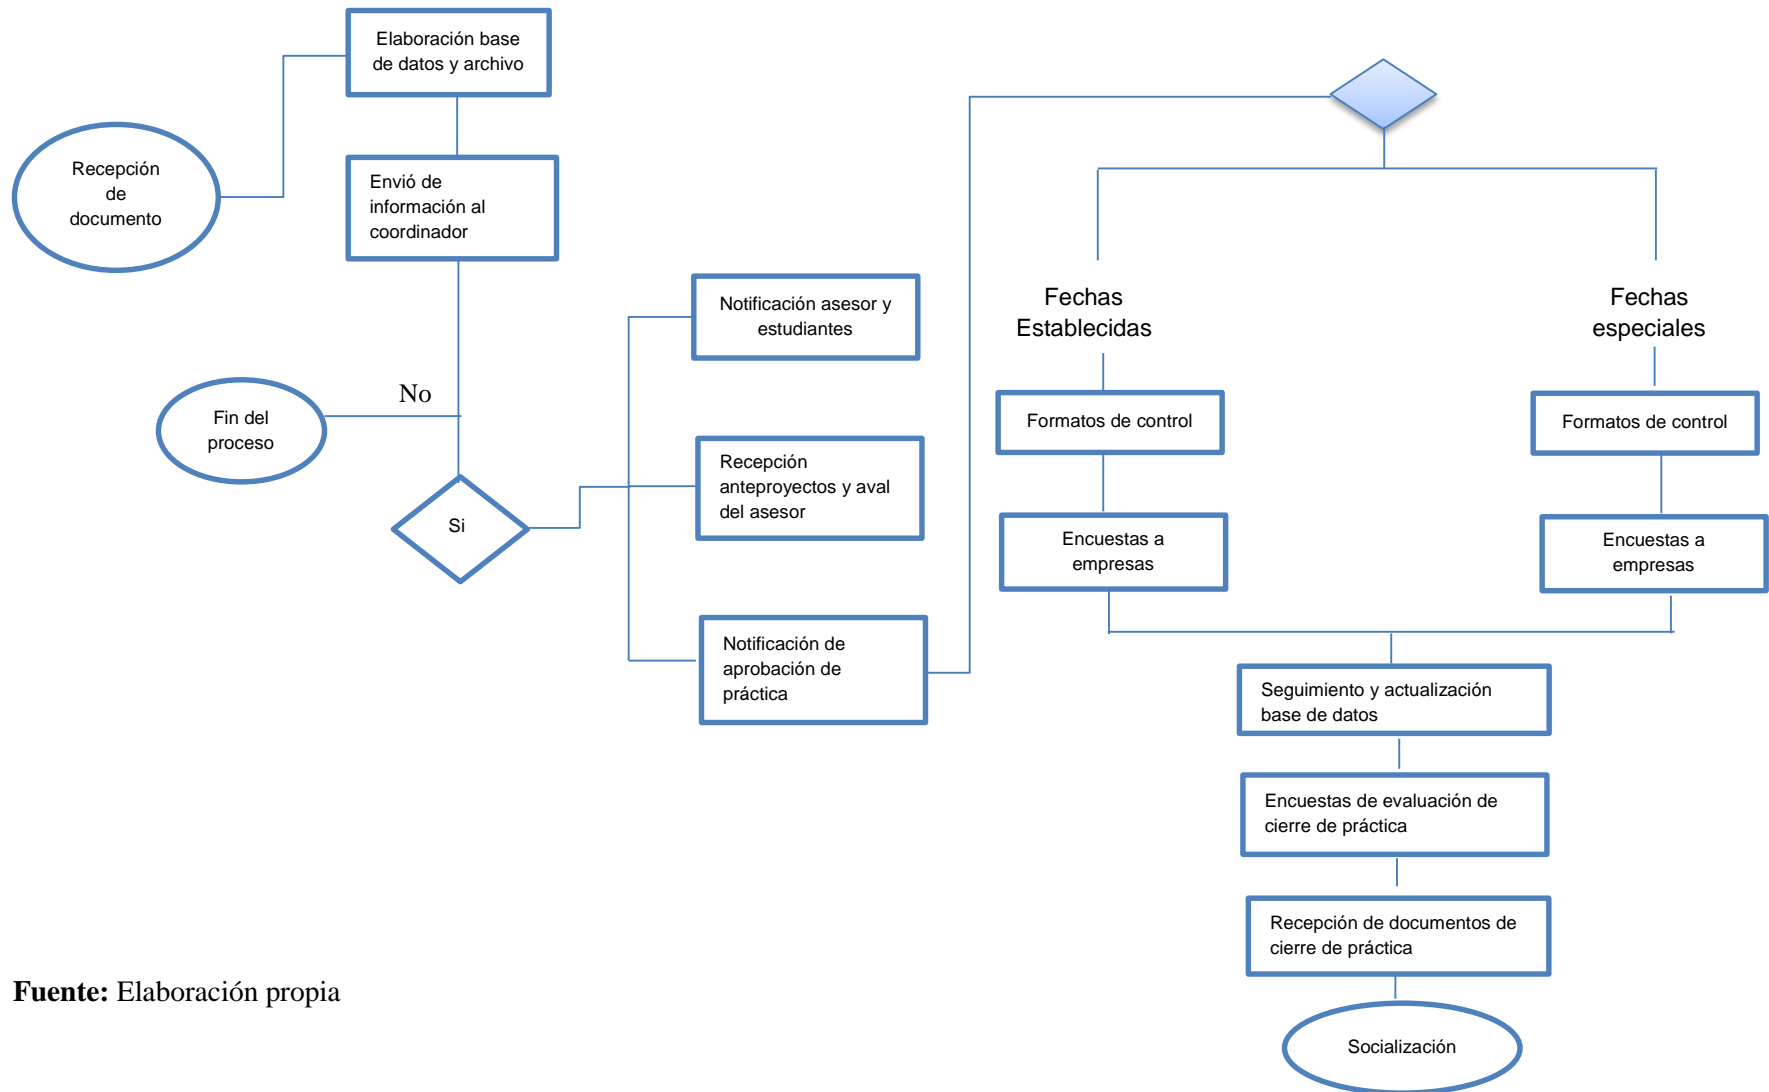 Elaboración base
de datos y archivo
Recepción
de
documento
Envió de
información al
coordinador
No
Fin del
proceso
Si
Notificación asesor y
estudiantes
Recepción
anteproyectos y aval
del asesor
Notificación de
aprobación de
práctica
Fechas
Establecidas
Formatos de control
Encuestas a
empresas
Fechas
especiales
Formatos de control
Encuestas a
empresas
Seguimiento y actualización
base de datos
Encuestas de evaluación de
cierre de práctica
Recepción de documentos de
cierre de práctica
Socialización
Fuente: Elaboración propia